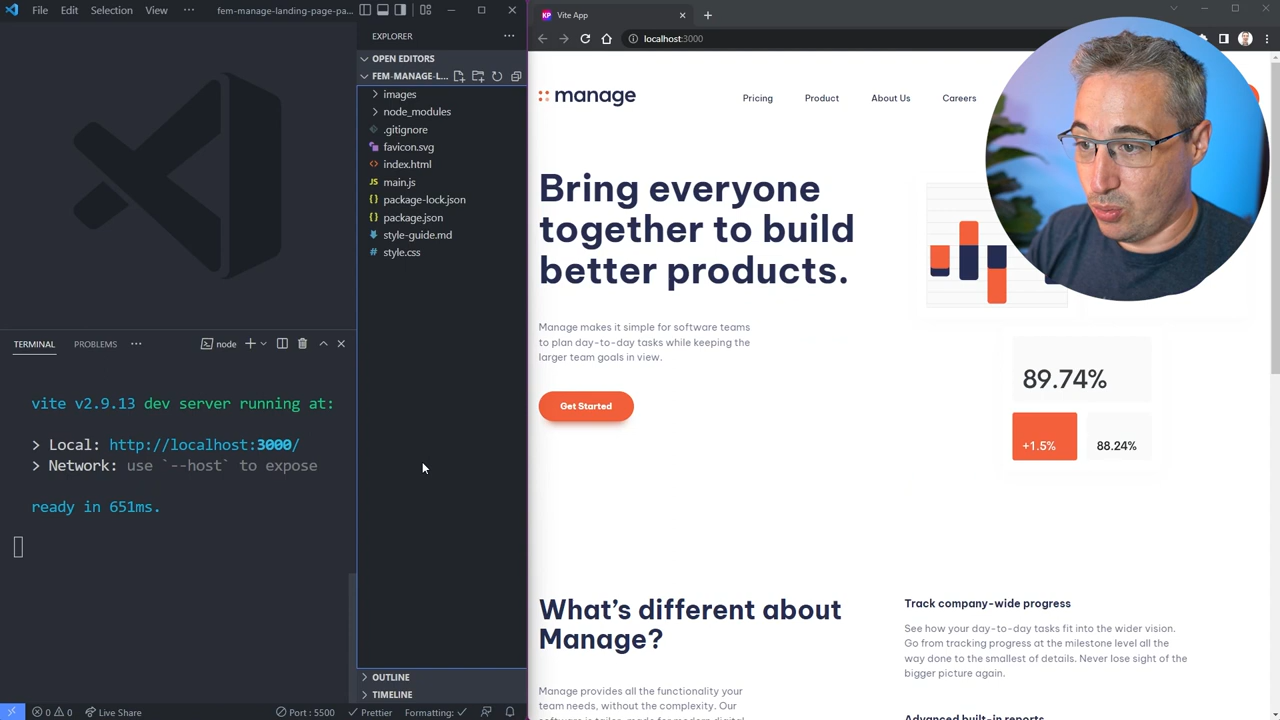 File Edit Selection View ··· fem-manage-landing-page-pa...
EXPLORER
OPEN EDITORS
FEM-MANAGE-L...
images
node_modules
.gitignore
favicon.svg
index.html
main.js
package-lock.json
package.json
style-guide.md
style.css
OUTLINE
TIMELINE
TERMINAL PROBLEMS ··· node
vite v2.9.13 dev server running at:
> Local: http://localhost:3000/
> Network: use `--host` to expose
ready in 651ms.
0 0 Live Share Port : 5500 Prettier Formatting:
KP Vite App
localhost:3000
manage
Pricing Product About Us Careers
Bring everyone
together to build
better products.
Manage makes it simple for software teams
to plan day-to-day tasks while keeping the
larger team goals in view.
Get Started
89.74%
+1.5% 88.24%
What's different about
Manage?
Manage provides all the functionality your
team needs, without the complexity. Our
Track company-wide progress
See how your day-to-day tasks fit into the wider vision.
Go from tracking progress at the milestone level all the
way done to the smallest of details. Never lose sight of the
bigger picture again.
Advanced built-in reports